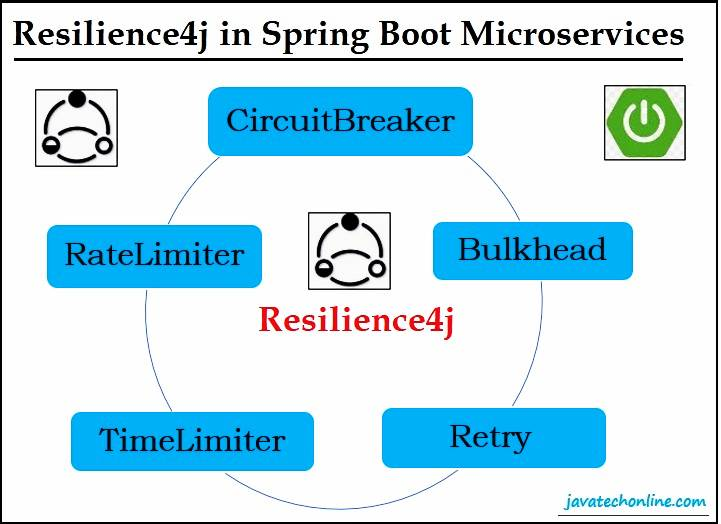 Resilience4j in Spring Boot Microservices
CircuitBreaker
RateLimiter
Bulkhead
Resilience4j
TimeLimiter
Retry
javatechonline.com